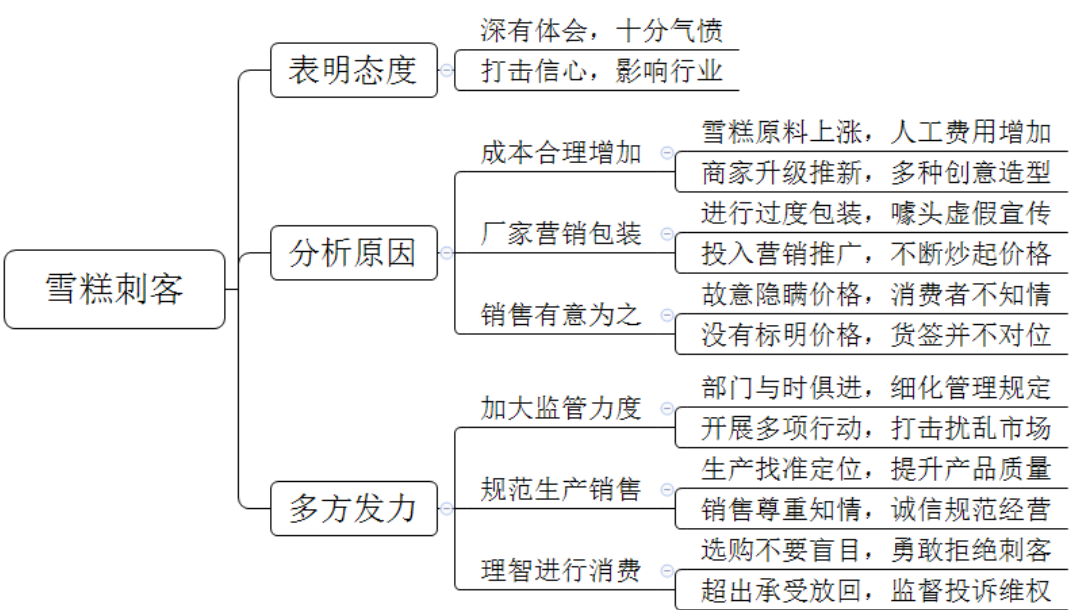 雪糕刺客
表明态度
深有体会，十分气愤
打击信心，影响行业
分析原因
成本合理增加
雪糕原料上涨，人工费用增加
商家升级推新，多种创意造型
厂家营销包装
进行过度包装，噱头虚假宣传
投入营销推广，不断炒起价格
销售有意为之
故意隐瞒价格，消费者不知情
没有标明价格，货签并不对位
多方发力
加大监管力度
部门与时俱进，细化管理规定
开展多项行动，打击扰乱市场
规范生产销售
生产找准定位，提升产品质量
销售尊重知情，诚信规范经营
理智进行消费
选购不要盲目，勇敢拒绝刺客
超出承受放回，监督投诉维权